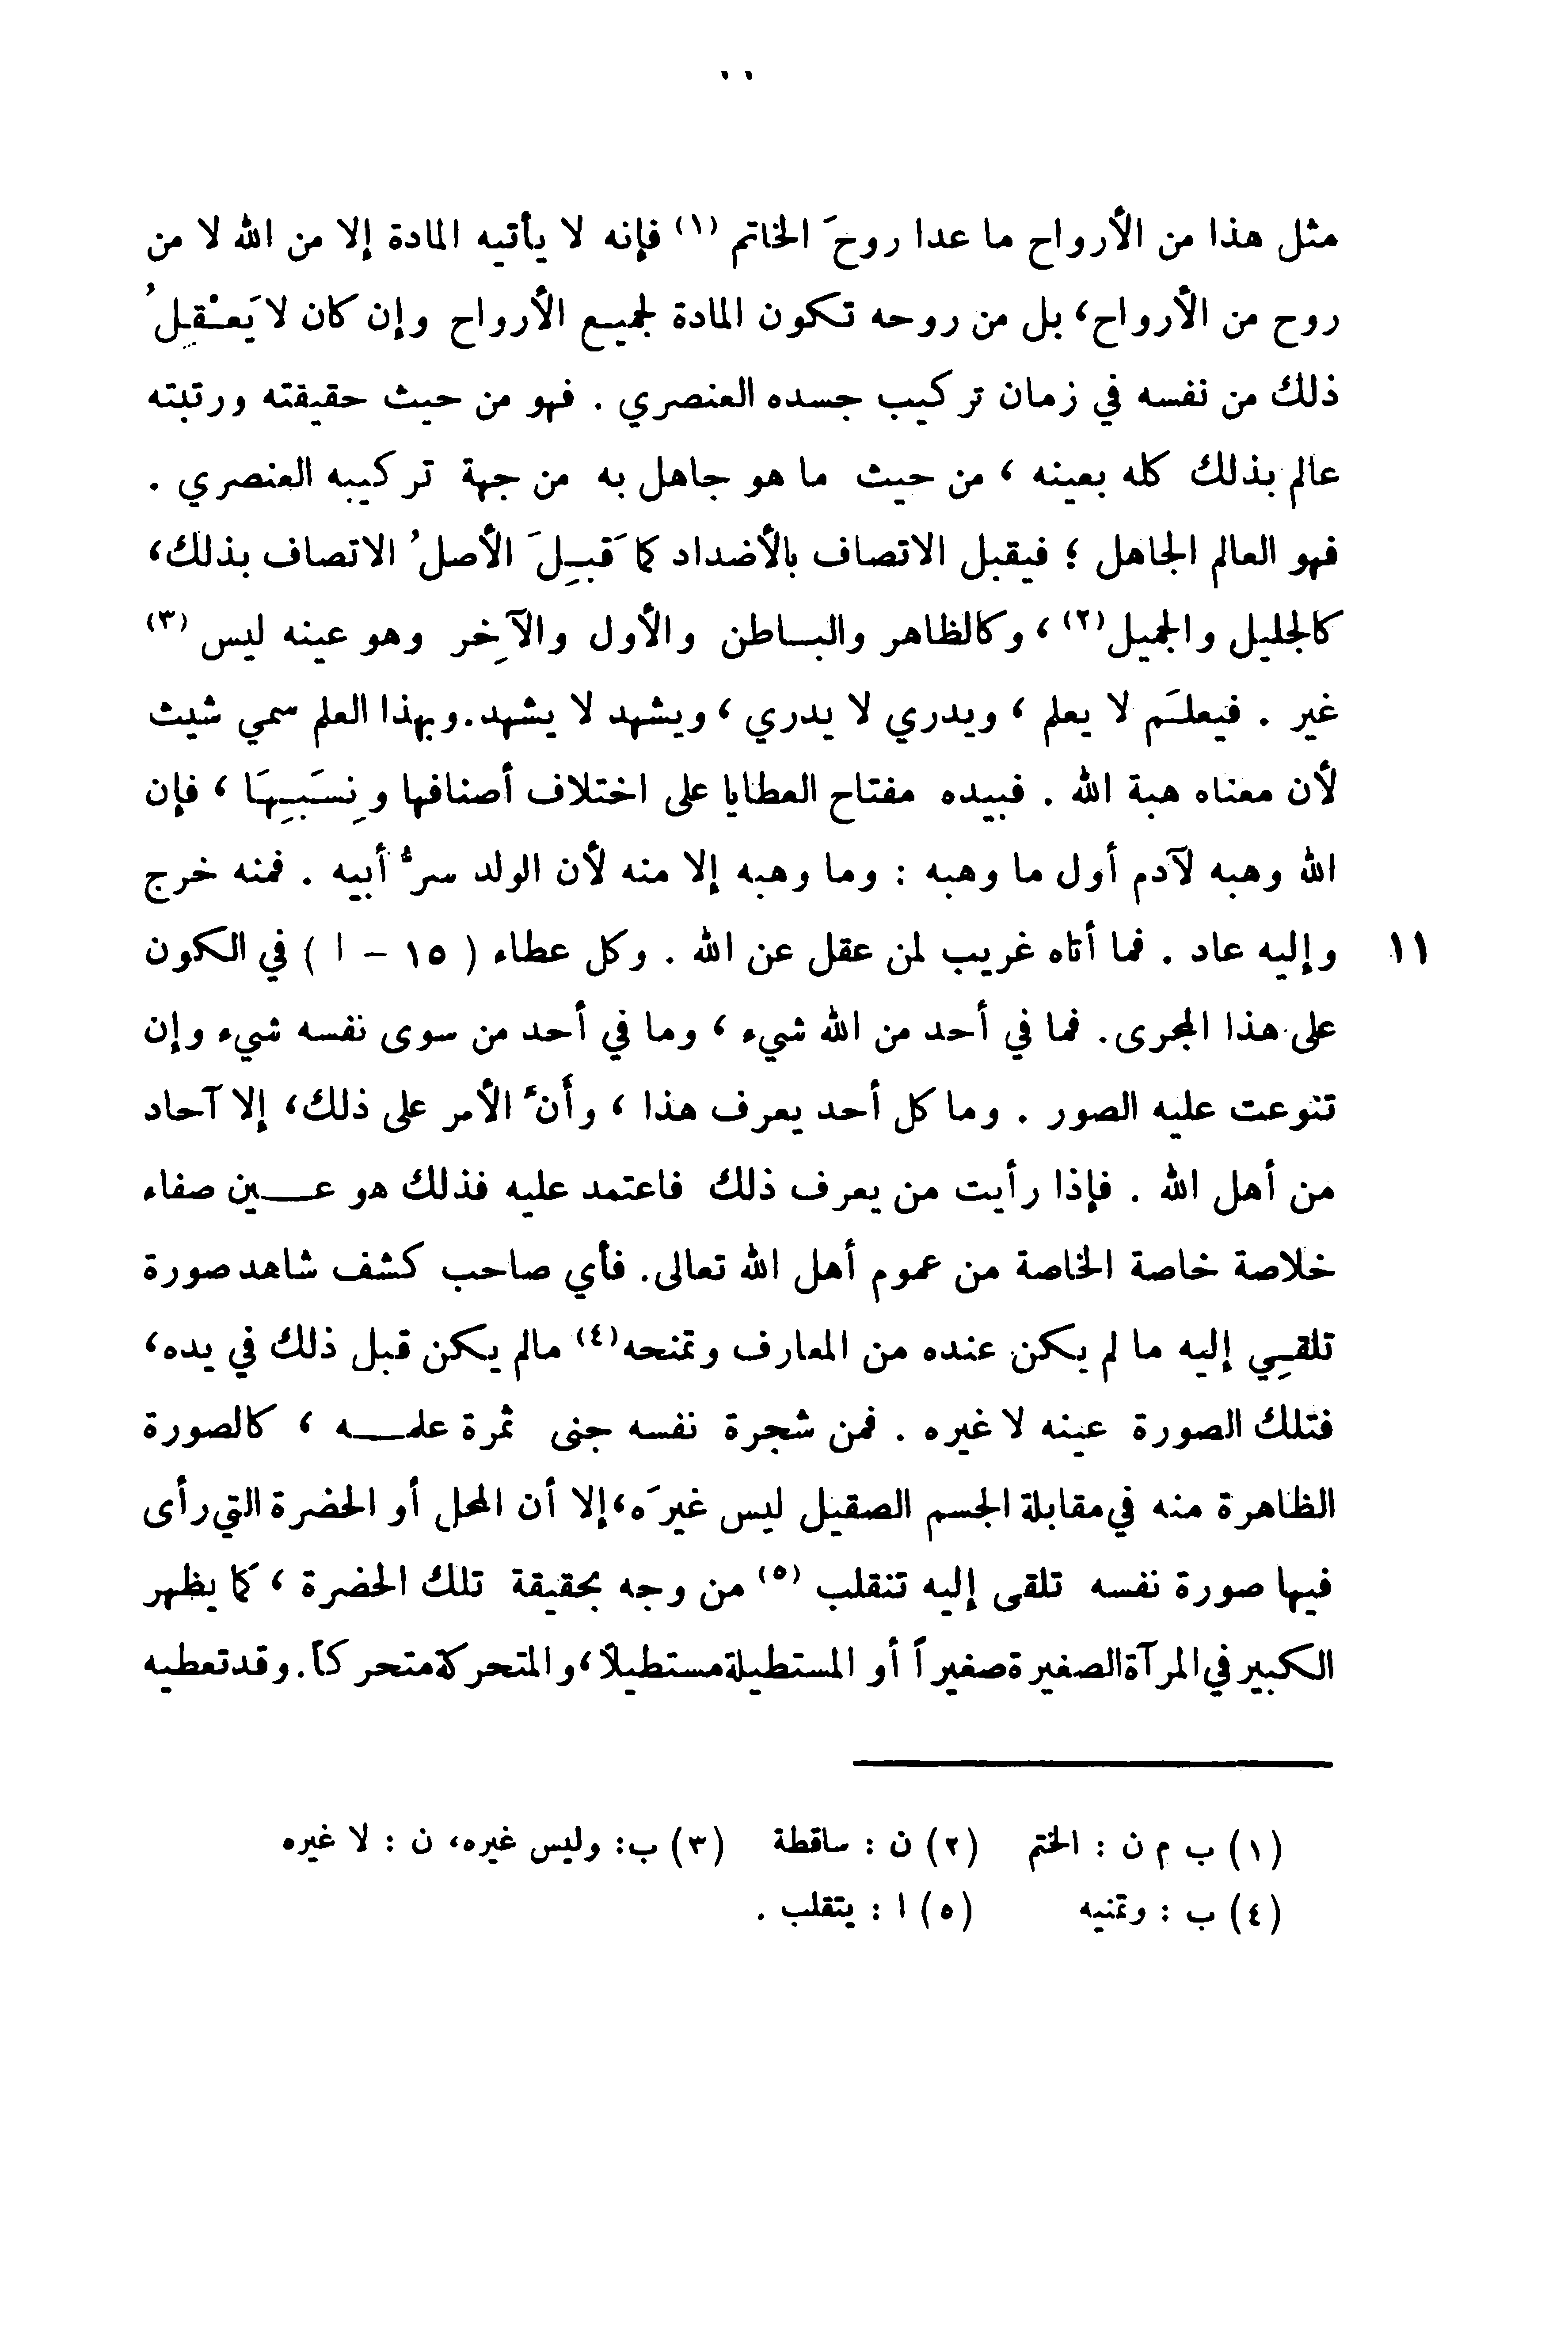 مثل هذا من الأرواح ما عدا روحَ الخاتم (١) فإنه لا يأتيه المادة إلا من الله لا من
روح من الأرواح، بل من روحه تكون المادة لجميع الأرواح وإن كان لا يَعْقِلُ
ذلك من نفسه في زمان تركيب جسده العنصري . فهو من حيث حقيقته ورتبته
عالم بذلك كله بعينه ، من حيث ما هو جاهل به من جهة تركيبه العنصري .
فهو العالم الجاهل ؛ فيقبل الاتصاف بالأضداد كما قَبِلَ الأصلُ الاتصاف بذلك،
كالجليل والجميل(٢) ، وكالظاهر والباطن والأول والآخِر وهو عينه ليس (٣)
غير . فيعلَم لا يعلم ، ويدري لا يدري ، ويشهد لا يشهد. وبهذا العلم سمي شيث
لأن معناه هبة الله . فبيده مفتاح العطايا على اختلاف أصنافها ونِسَبِهَا ، فإن
الله وهبه لآدم أول ما وهبه : وما وهبه إلا منه لأن الولد سرُّ أبيه . فمنه خرج
١١ وإليه عاد . فما أتاه غريب لمن عقل عن الله . وكل عطاء ( ١٥ - ا ) في الكون
على هذا المجرى. فما في أحد من الله شيء ، وما في أحد من سوى نفسه شيء وإن
تنوعت عليه الصور . وما كل أحد يعرف هذا ، وأنَّ الأمر على ذلك، إلا آحاد
من أهل الله . فإذا رأيت من يعرف ذلك فاعتمد عليه فذلك هو عين صفاء
خلاصة خاصة الخاصة من عموم أهل الله تعالى. فأي صاحب كشف شاهد صورة
تلقِي إليه ما لم يكن عنده من المعارف وتمنحه(٤) مالم يكن قبل ذلك في يده،
فتلك الصورة عينه لا غيره . فمن شجرة نفسه جنى ثمرة علمه ، كالصورة
الظاهرة منه في مقابلة الجسم الصقيل ليس غيرَه، إلا أن المحل أو الحضرة التي رأى
فيها صورة نفسه تلقى إليه تنقلب (٥) من وجه بحقيقة تلك الحضرة ، كما يظهر
الكبير في المرآة الصغيرة صغيراً أو المستطيلة مستطيلًا، والمتحركة متحركاً. وقد تعطيه
(١) ب م ن : الختم (٢) ن : ساقطة (٣) ب: وليس غيره، ن : لا غيره
(٤) ب : وتمنيه (٥) ا : يتقلب .